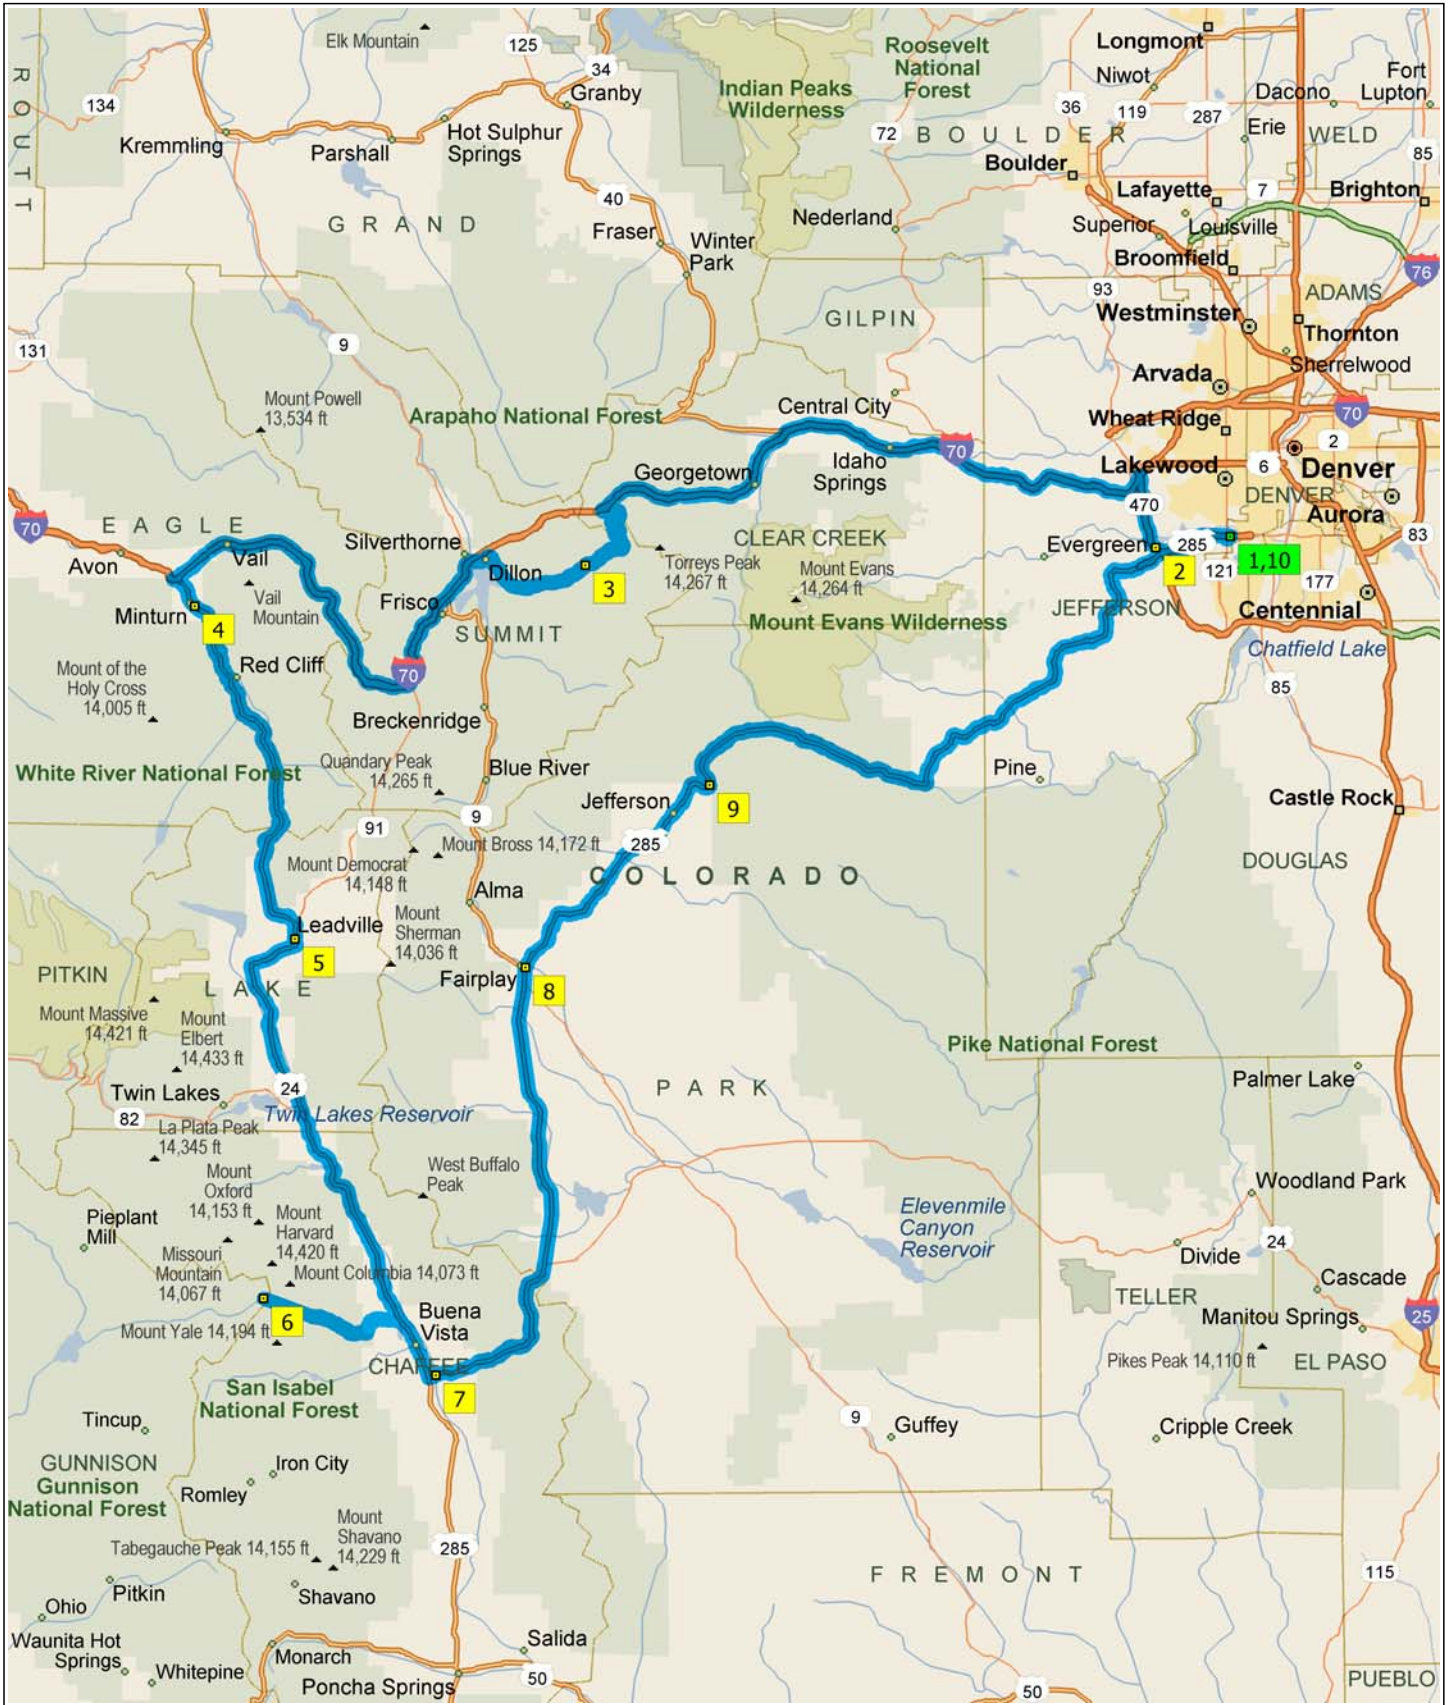 Elk Mountain
125
34
Roosevelt
National
Forest
Longmont
Niwot
Fort
Lupton
ROUTT
134
Granby
Indian Peaks
Wilderness
36
119
287
Dacono
Kremmling
Parshall
Hot Sulphur
Springs
72
BOULDER
Erie
WELD
85
Boulder
Lafayette
7
Brighton
40
GRAND
Fraser
Winter
Park
Nederland
Superior
Louisville
Broomfield
76
93
ADAMS
GILPIN
Westminster
Thornton
Sherrelwood
131
9
Mount Powell
13,534 ft
Arapaho National Forest
Central City
Arvada
Wheat Ridge
70
2
Georgetown
Idaho
Springs
70
Lakewood
6
Denver
DENVER
470
Aurora
70
EAGLE
Avon
Vail
Silverthorne
Dillon
CLEAR CREEK
Evergreen
285
1,10
83
Torreys Peak
14,267 ft
Mount Evans
14,264 ft
3
2
121
177
Minturn
4
Vail
Mountain
Frisco
SUMMIT
Mount Evans Wilderness
JEFFERSON
Centennial
Chatfield Lake
Mount of the
Holy Cross
14,005 ft
Red Cliff
70
85
Breckenridge
White River National Forest
Quandary Peak
14,265 ft
Blue River
Jefferson
9
Pine
Castle Rock
91
9
285
Mount Bross 14,172 ft
Mount Democrat
14,148 ft
COLORADO
DOUGLAS
Alma
Leadville
Mount
Sherman
14,036 ft
5
Fairplay
8
PITKIN
LAKE
Mount Massive
14,421 ft
Mount
Elbert
14,433 ft
Pike National Forest
Twin Lakes
24
PARK
Palmer Lake
82
Twin Lakes Reservoir
La Plata Peak
14,345 ft
Mount
Oxford
14,153 ft
West Buffalo
Peak
Woodland Park
Pieplant
Mill
Mount
Harvard
14,420 ft
Elevenmile
Canyon
Reservoir
24
Divide
Missouri
Mountain
14,067 ft
Mount Columbia 14,073 ft
Cascade
TELLER
6
Buena
Vista
Manitou Springs
25
Mount Yale 14,194 ft
CHAFFEE
Pikes Peak 14,110 ft
EL PASO
7
San Isabel
National Forest
Tincup
9
Guffey
Cripple Creek
GUNNISON
Gunnison
National Forest
Iron City
Romley
Mount
Shavano
14,229 ft
Tabegauche Peak 14,155 ft
285
FREMONT
115
Pitkin
Shavano
Ohio
Waunita Hot
Springs
Whitepine
Monarch
Salida
Poncha Springs
50
50
PUEBLO